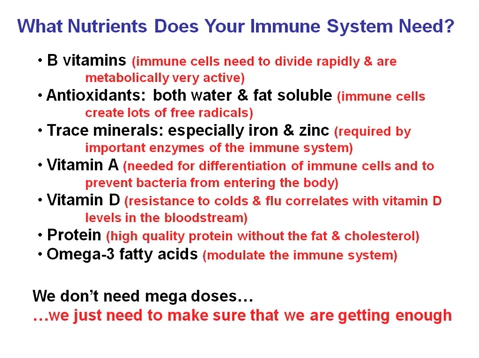 What Nutrients Does Your Immune System Need?
• B vitamins (immune cells need to divide rapidly & are
metabolically very active)
• Antioxidants: both water & fat soluble (immune cells
create lots of free radicals)
• Trace minerals: especially iron & zinc (required by
important enzymes of the immune system)
• Vitamin A (needed for differentiation of immune cells and to
prevent bacteria from entering the body)
• Vitamin D (resistance to colds & flu correlates with vitamin D
levels in the bloodstream)
• Protein (high quality protein without the fat & cholesterol)
• Omega-3 fatty acids (modulate the immune system)
We don't need mega doses…
…we just need to make sure that we are getting enough